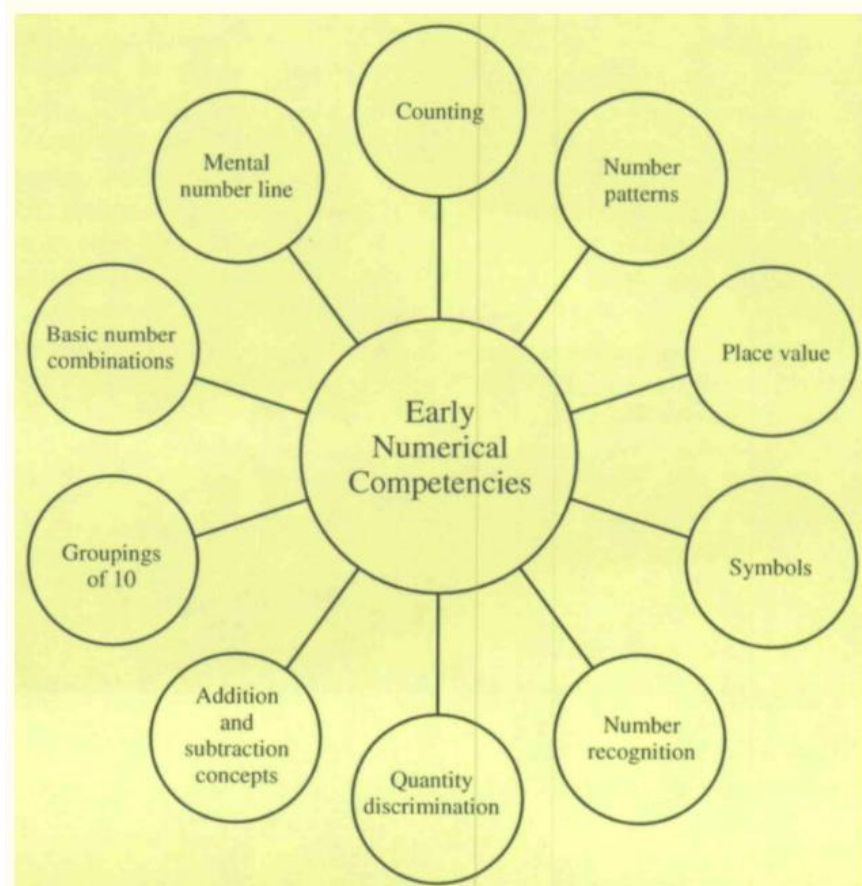 Counting
Number
patterns
Place value
Symbols
Number
recognition
Quantity
discrimination
Addition
and
subtraction
concepts
Groupings
of 10
Basic number
combinations
Mental
number line
Early
Numerical
Competencies